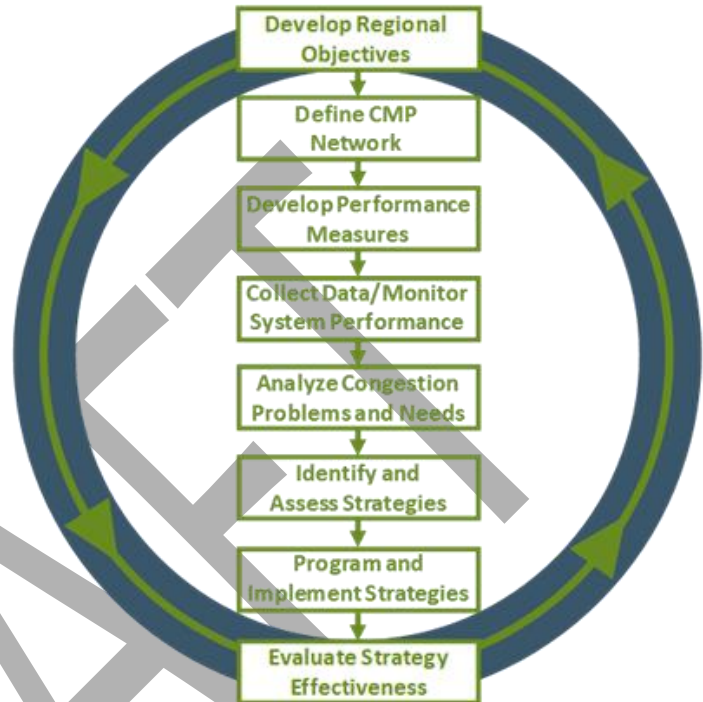 Develop Regional
Objectives
Define CMP
Network
Develop Performance
Measures
Collect Data/Monitor
System Performance
Analyze Congestion
Problems and Needs
Identify and
Assess Strategies
Program and
Implement Strategies
Evaluate Strategy
Effectiveness